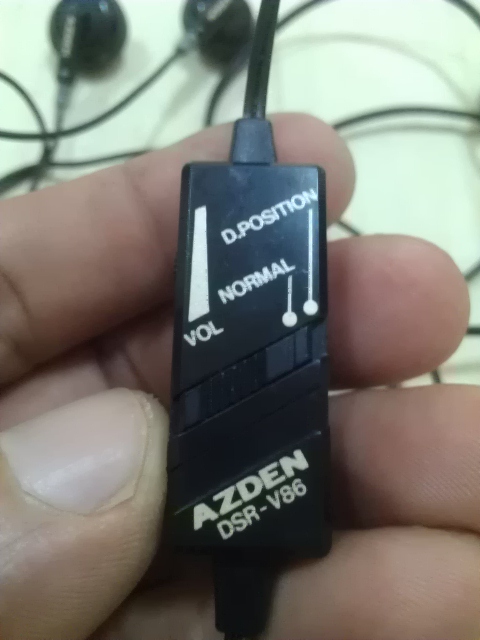 D.POSITION
NORMAL
VOL
AZDEN
DSR-V86